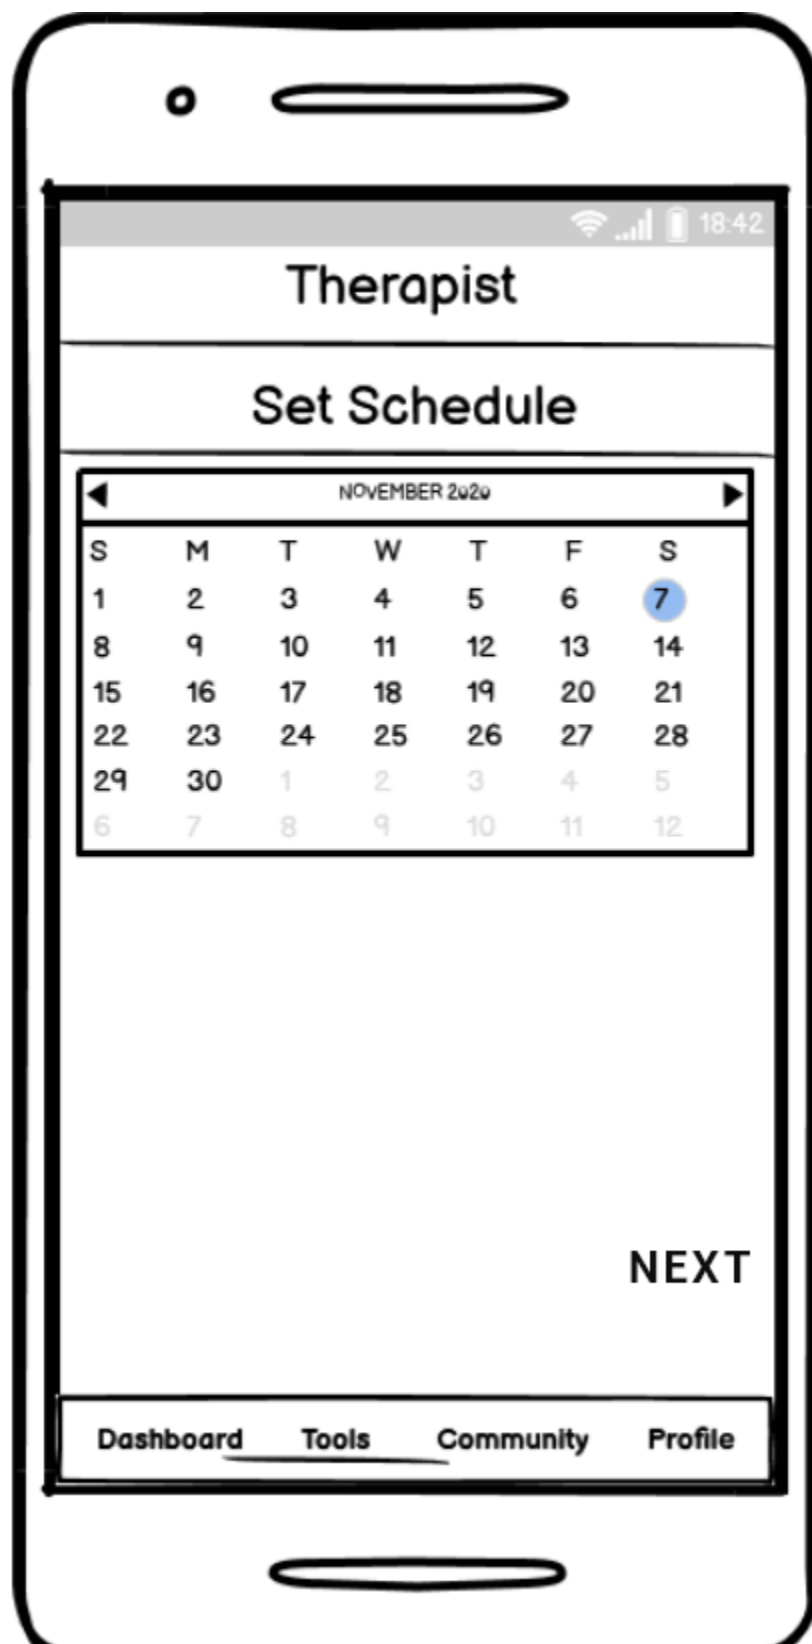 18:42
Therapist
Set Schedule
NOVEMBER 2020
S M T W T F S
1 2 3 4 5 6 7
8 9 10 11 12 13 14
15 16 17 18 19 20 21
22 23 24 25 26 27 28
29 30 1 2 3 4 5
6 7 8 9 10 11 12
NEXT
Dashboard Tools Community Profile